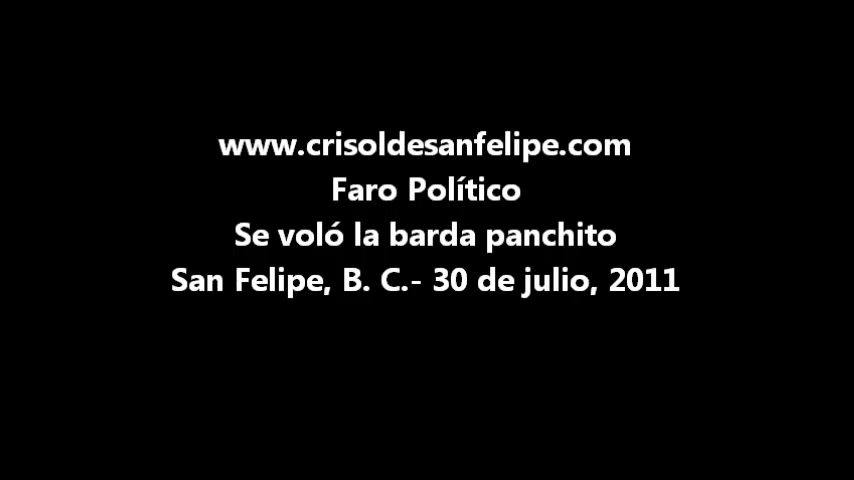 www.crisoldesanfelipe.com
Faro Político
Se voló la barda panchito
San Felipe, B. C.- 30 de julio, 2011